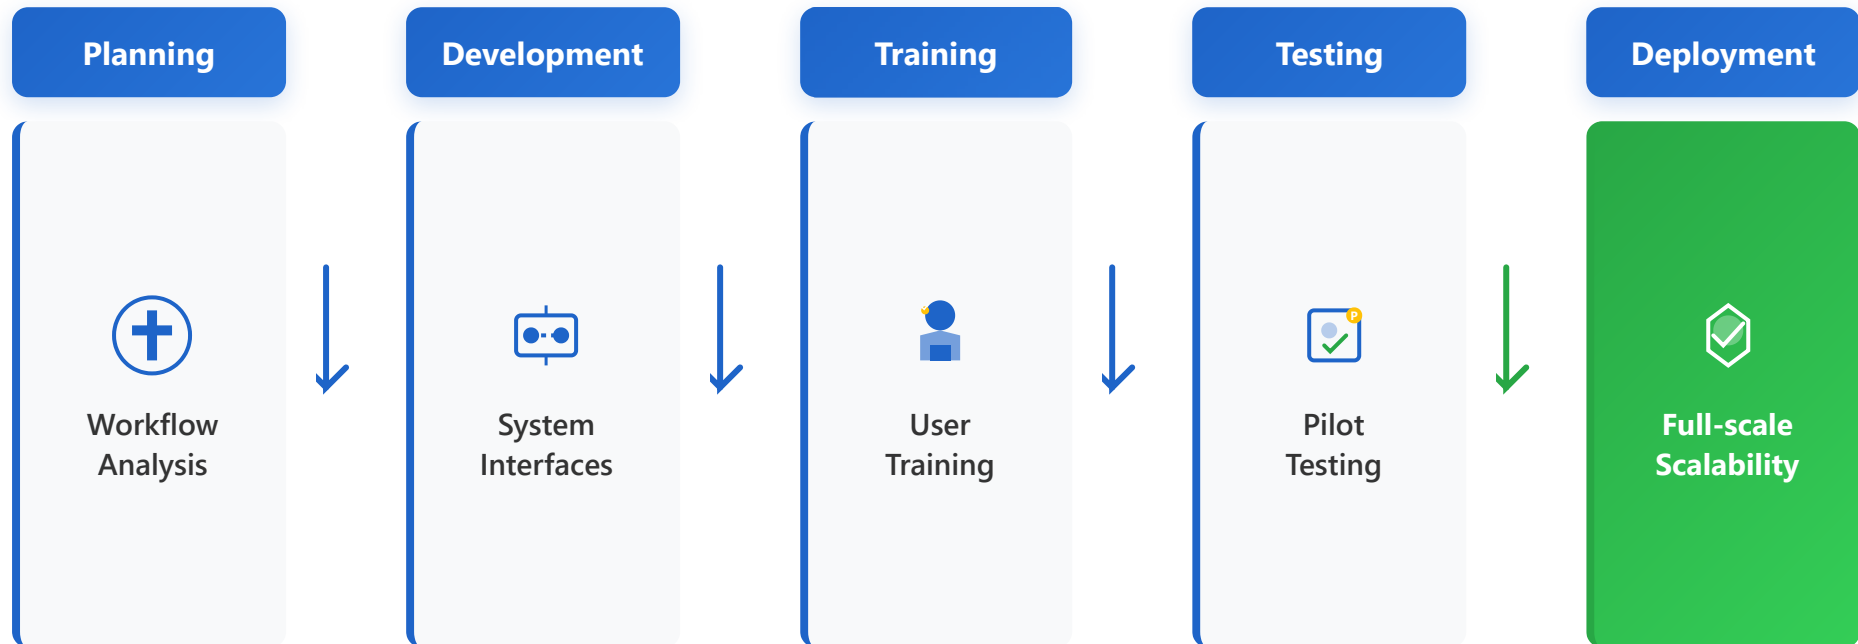 Planning
Development
Training
Testing
Deployment
Workflow
Analysis
System
Interfaces
User
Training
P
Pilot
Testing
Full-scale
Scalability